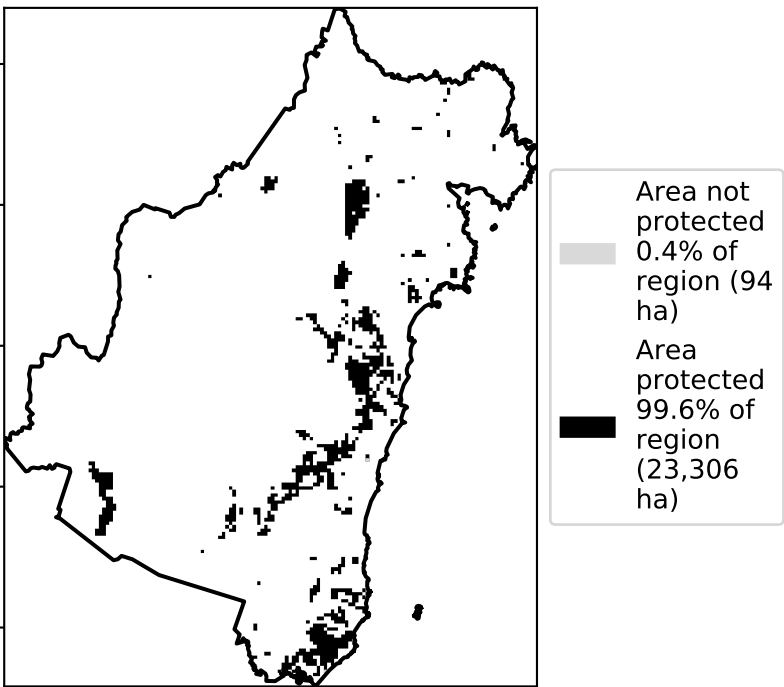 Area not
protected
0.4% of
region (94
ha)
Area
protected
99.6% of
region
(23,306
ha)